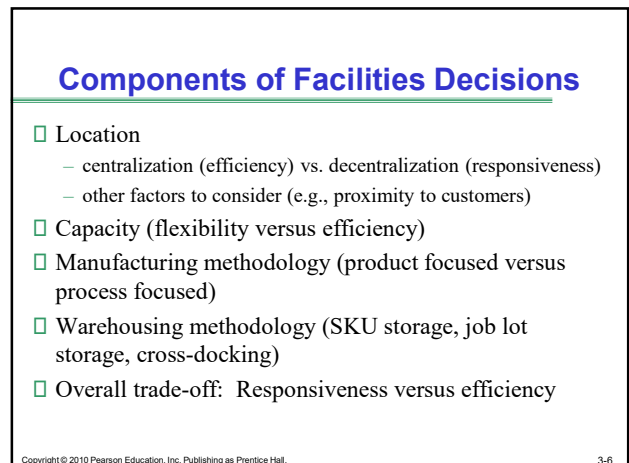 Components of Facilities Decisions
Location
– centralization (efficiency) vs. decentralization (responsiveness)
– other factors to consider (e.g., proximity to customers)
Capacity (flexibility versus efficiency)
Manufacturing methodology (product focused versus
process focused)
Warehousing methodology (SKU storage, job lot
storage, cross-docking)
Overall trade-off:  Responsiveness versus efficiency
Copyright © 2010 Pearson Education, Inc. Publishing as Prentice Hall.
3-6